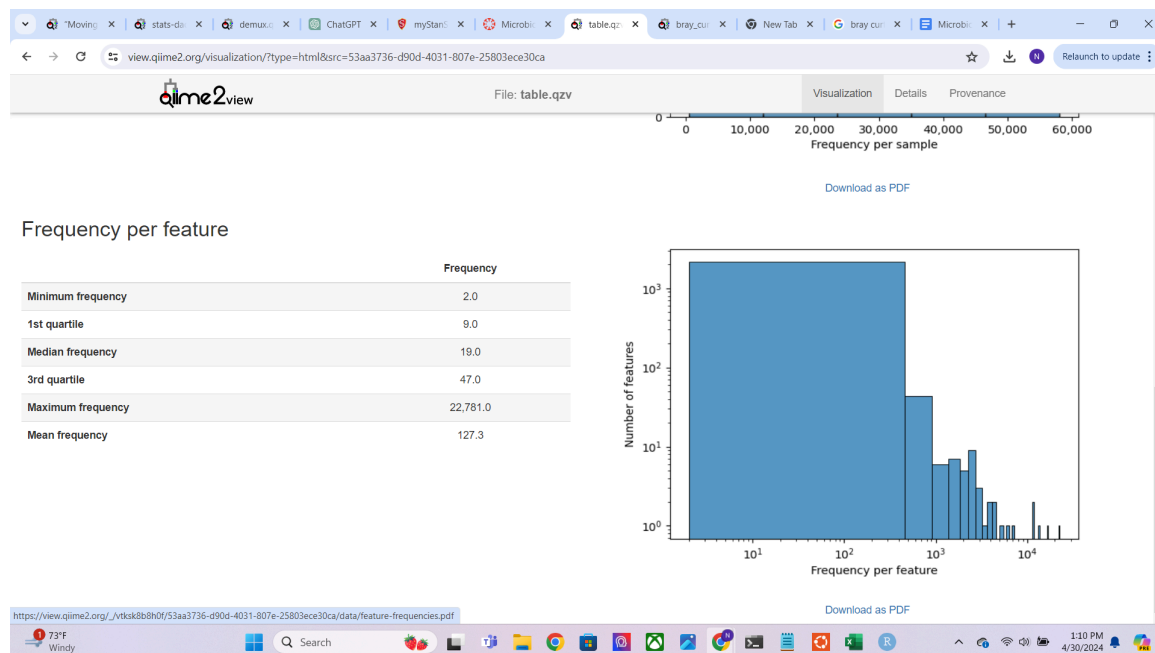 "Moving
stats-da
demux.c
ChatGPT
myStan
Microbi
table.qz
bray_cur
New Tab
bray cur
Microbi
view.qiime2.org/visualization/?type=html&src=53aa3736-d90d-4031-807e-25803ece30ca
N
Relaunch to update
qiime2view
File: table.qzv
Visualization
Details
Provenance
0
0 10,000 20,000 30,000 40,000 50,000 60,000
Frequency per sample
Download as PDF
Frequency per feature
Frequency
Minimum frequency 2.0
1st quartile 9.0
Median frequency 19.0
3rd quartile 47.0
Maximum frequency 22,781.0
Mean frequency 127.3
Number of features
10³
10²
10¹
10⁰
10¹ 10² 10³ 10⁴
Frequency per feature
Download as PDF
https://view.qiime2.org/_/vtksk8b8h0f/53aa3736-d90d-4031-807e-25803ece30ca/data/feature-frequencies.pdf
1
73°F
Windy
Search
N
R
1:10 PM
4/30/2024
PRE